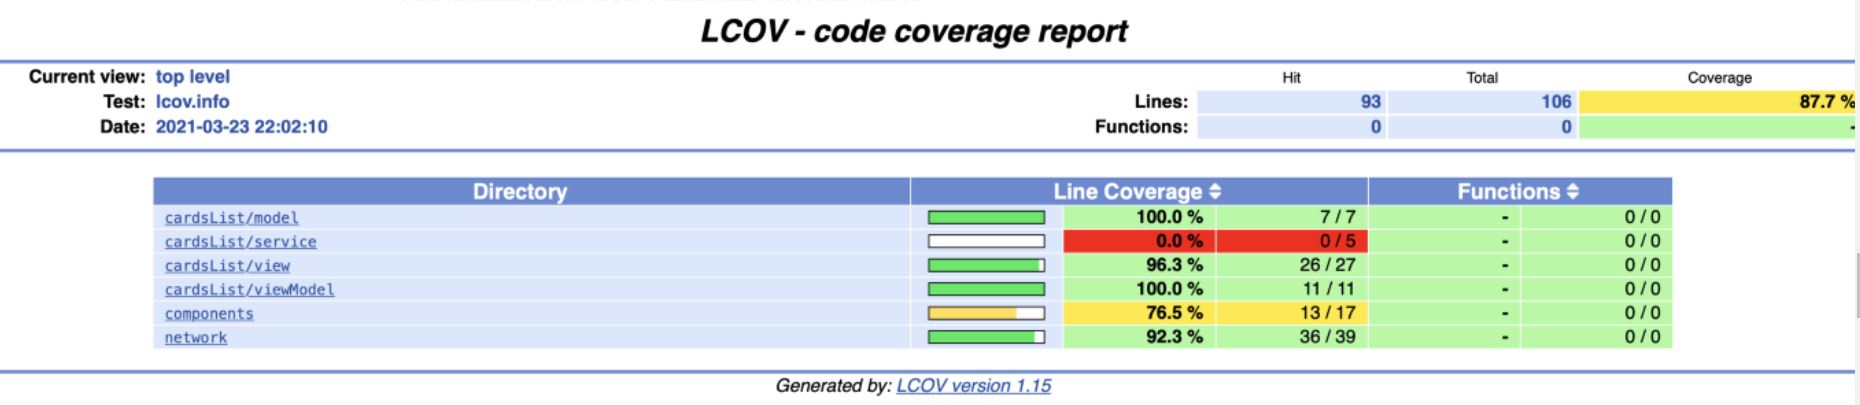 LCOV - code coverage report
Current view: top level Hit Total Coverage
Test: lcov.info Lines: 93 106 87.7 %
Date: 2021-03-23 22:02:10 Functions: 0 0 -
Directory Line Coverage Functions
cardsList/model 100.0 % 7 / 7 - 0 / 0
cardsList/service 0.0 % 0 / 5 - 0 / 0
cardsList/view 96.3 % 26 / 27 - 0 / 0
cardsList/viewModel 100.0 % 11 / 11 - 0 / 0
components 76.5 % 13 / 17 - 0 / 0
network 92.3 % 36 / 39 - 0 / 0
Generated by: LCOV version 1.15